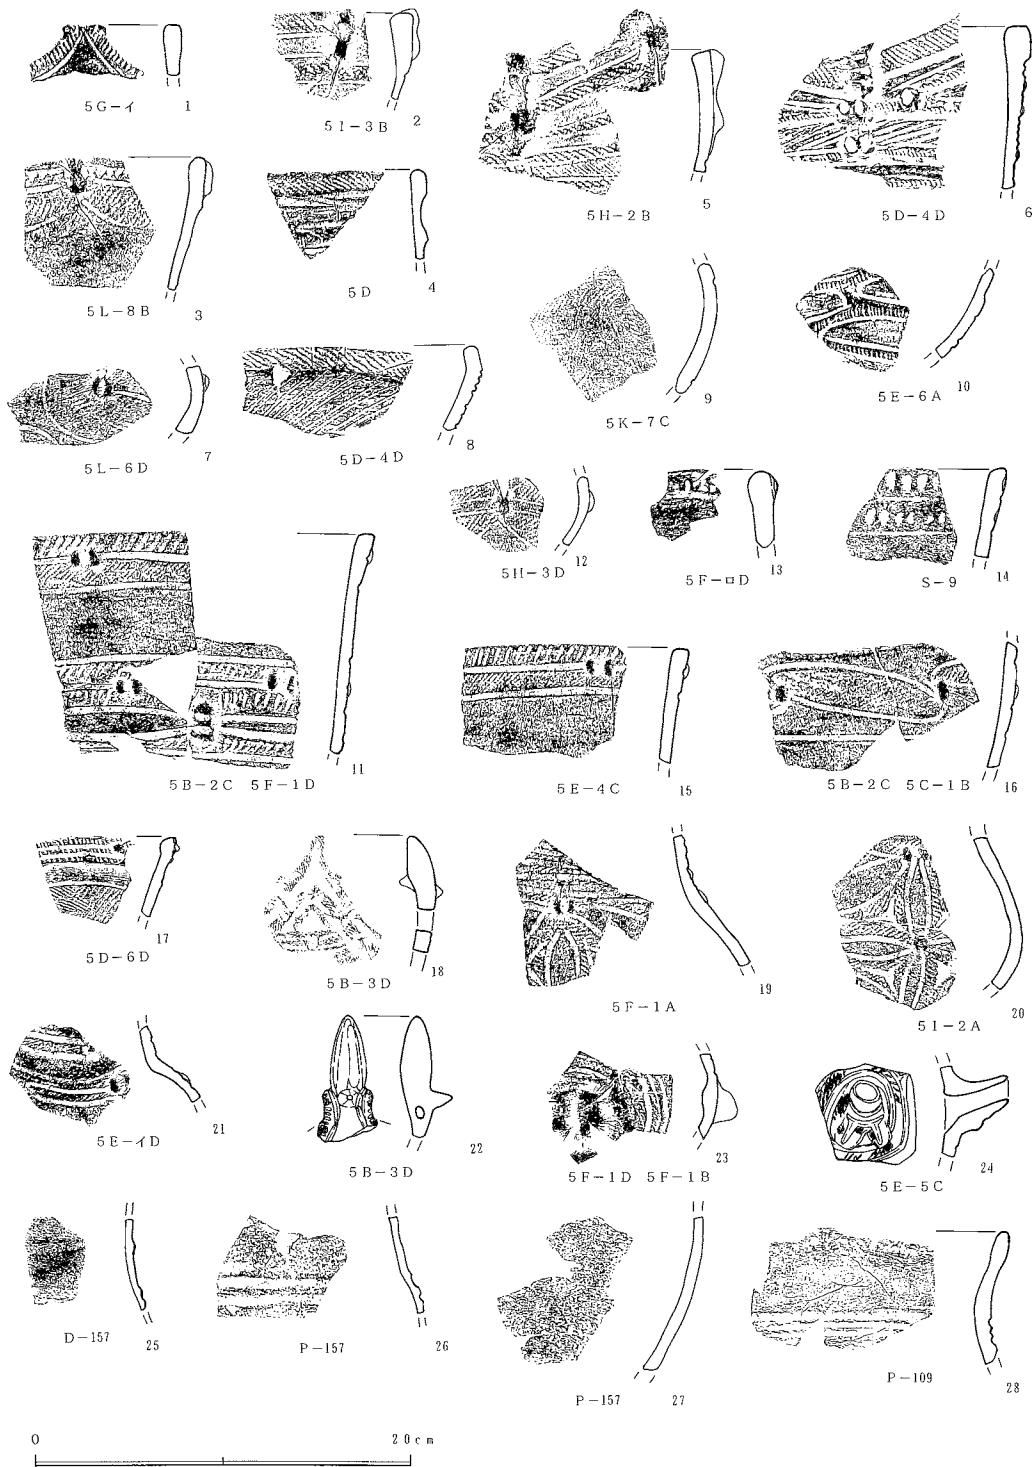 5G-イ 1
5I-3B 2
5H-2B 5
5D-4D 6
5L-8B 3
5D 4
5K-7C 9
5E-6A 10
5L-6D 7
5D-4D 8
5H-3D 12
5F-ロD 13
S-9 14
5B-2C 5F-1D 11
5E-4C 15
5B-2C 5C-1B 16
5D-6D 17
5B-3D 18
5F-1A 19
5I-2A 20
5E-イD 21
5B-3D 22
5F-1D 5F-1B 23
5E-5C 24
D-157 25
P-157 26
P-157 27
P-109 28
0 20cm